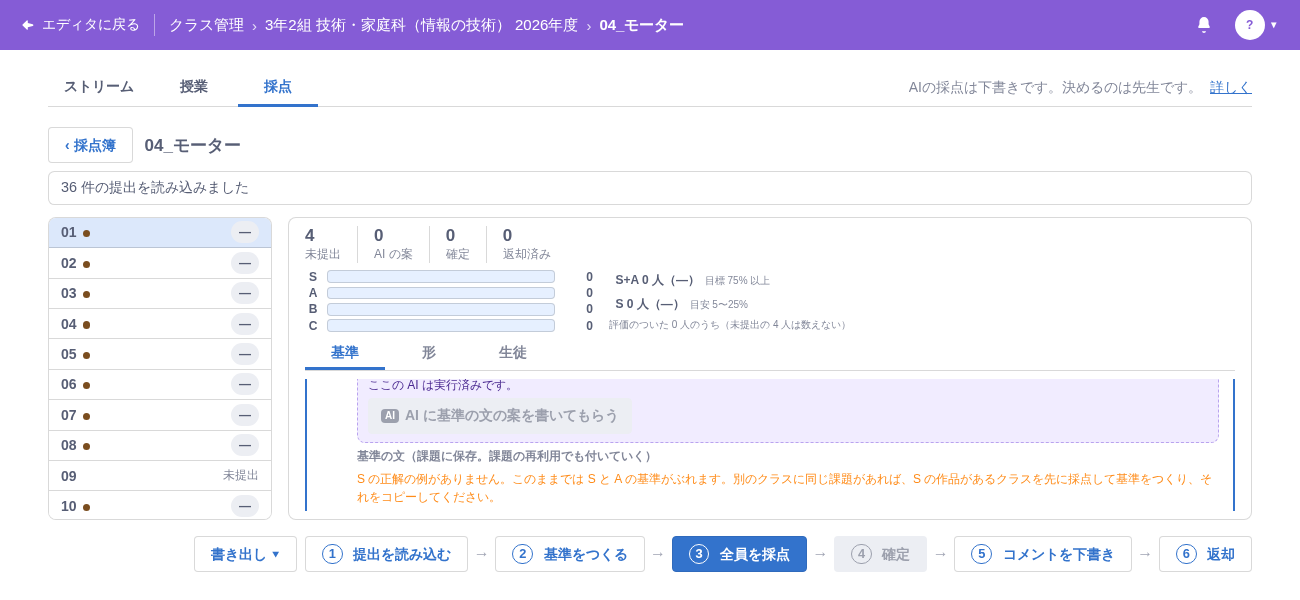 エディタに戻る クラス管理 › 3年2組 技術・家庭科（情報の技術） 2026年度 › 04_モーター ?
ストリーム 授業 採点 AIの採点は下書きです。決めるのは先生です。 詳しく
‹ 採点簿 04_モーター
36 件の提出を読み込みました
01 —
02 —
03 —
04 —
05 —
06 —
07 —
08 —
09 未提出
10 —
4 0 0 0
未提出 AI の案 確定 返却済み
S 0
A 0
B 0
C 0
S+A 0 人（—） 目標 75% 以上
S 0 人（—） 目安 5〜25%
評価のついた 0 人のうち（未提出の 4 人は数えない）
基準 形 生徒
ここの AI は実行済みです。
AI AI に基準の文の案を書いてもらう
基準の文（課題に保存。課題の再利用でも付いていく）
S の正解の例がありません。このままでは S と A の基準がぶれます。別のクラスに同じ課題があれば、S の作品があるクラスを先に採点して基準をつくり、そ
れをコピーしてください。
書き出し ▾ 1 提出を読み込む → 2 基準をつくる → 3 全員を採点 → 4 確定 → 5 コメントを下書き → 6 返却